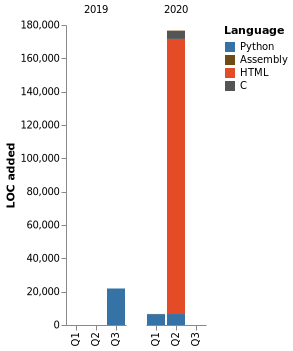 2019 2020
Language
Python
Assembly
HTML
C
LOC added
180,000
160,000
140,000
120,000
100,000
80,000
60,000
40,000
20,000
0
Q1 Q2 Q3 Q1 Q2 Q3